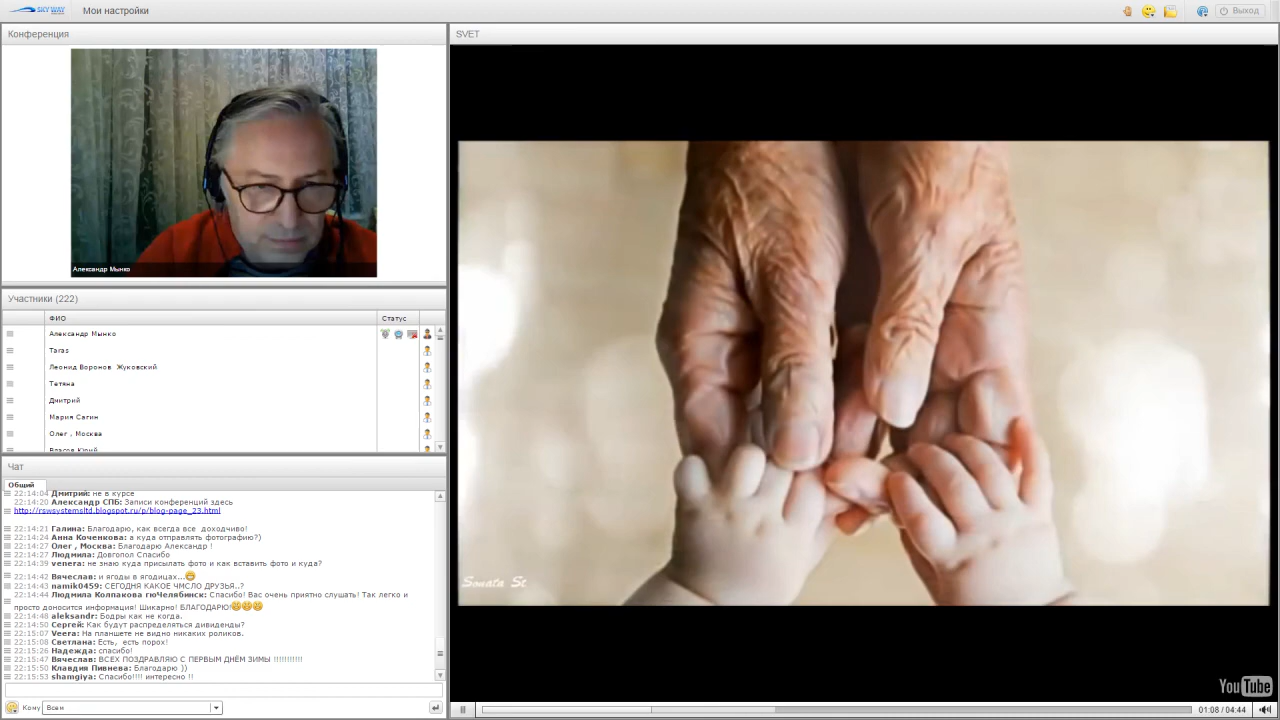 SKY WAY
Мои настройки
Выход
Конференция
SVET
Александр Мынко
Участники (222)
ФИО
Статус
Александр Мынко
Taras
Леонид Воронов Жуковский
Тетяна
Дмитрий
Мария Сагин
Олег , Москва
Власов Юрий
Чат
Общий
22:14:04 Дмитрий: не в курсе
22:14:20 Александр СПБ: Записи конференций здесь
http://rswsystemsltd.blogspot.ru/p/blog-page_23.html
22:14:21 Галина: Благодарю, как всегда все доходчиво!
22:14:24 Анна Коченкова: а куда отправлять фотографию?)
22:14:27 Олег , Москва: Благодарю Александр !
22:14:27 Людмила: Довгопол Спасибо
22:14:39 venera: не знаю куда присылать фото и как вставить фото и куда?
22:14:42 Вячеслав: и ягоды в ягодицах...
22:14:43 namik0459: СЕГОДНЯ КАКОЕ ЧМСЛО ДРУЗЬЯ..?
22:14:44 Людмила Колпакова гюЧелябинск: Спасибо! Вас очень приятно слушать! Так легко и
просто доносится информация! Шикарно! БЛАГОДАРЮ!
22:14:48 aleksandr: Бодры как не когда.
22:14:50 Сергей: Как будут распределяться дивиденды?
22:15:07 Veera: На планшете не видно никаких роликов.
22:15:08 Светлана: Есть, есть порох!
22:15:26 Надежда: спасибо!
22:15:47 Вячеслав: ВСЕХ ПОЗДРАВЛЯЮ С ПЕРВЫМ ДНЁМ ЗИМЫ !!!!!!!!!!!
22:15:50 Клавдия Пивнева: Благодарю ))
22:15:53 shamgiya: Спасибо!!!! интересно !!
Кому
Всем
Sonata St
YouTube
01:08 / 04:44